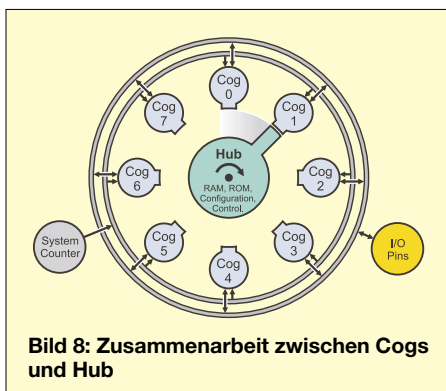 Cog
0
Cog
7
Cog
1
Hub
RAM, ROM,
Configuration,
Control.
Cog
6
Cog
2
Cog
5
Cog
3
Cog
4
System
Counter
I/O
Pins
Bild 8: Zusammenarbeit zwischen Cogs
und Hub